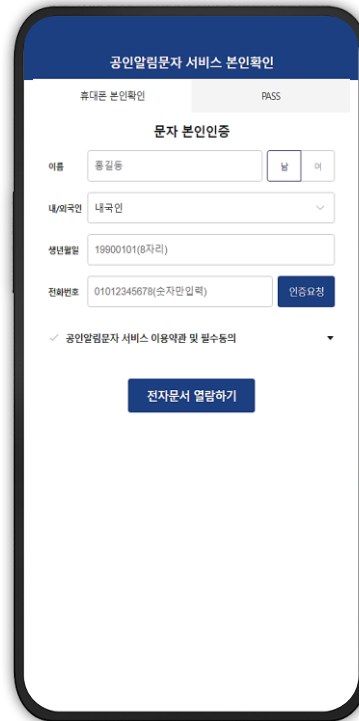 공인알림문자 서비스 본인확인
휴대폰 본인확인 PASS
문자 본인인증
이름 홍길동 남 여
내/외국인 내국인
생년월일 19900101(8자리)
전화번호 01012345678(숫자만입력) 인증요청
공인알림문자 서비스 이용약관 및 필수동의
전자문서 열람하기